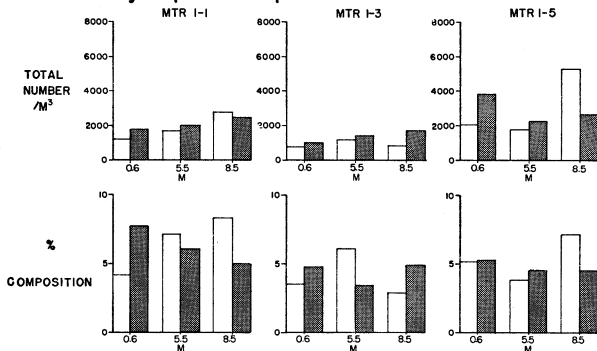 MTR 1-1 MTR 1-3 MTR 1-5
8000 8000 8000
6000 6000 6000
TOTAL
NUMBER
/M³
4000 4000 4000
2000 2000 2000
0 0 0
0.6 5.5 8.5 0.6 5.5 8.5 0.6 5.5 8.5
M M M
10 10 10
%
5 5 5
COMPOSITION
0 0 0
0.6 5.5 8.5 0.6 5.5 8.5 0.6 5.5 8.5
M M M